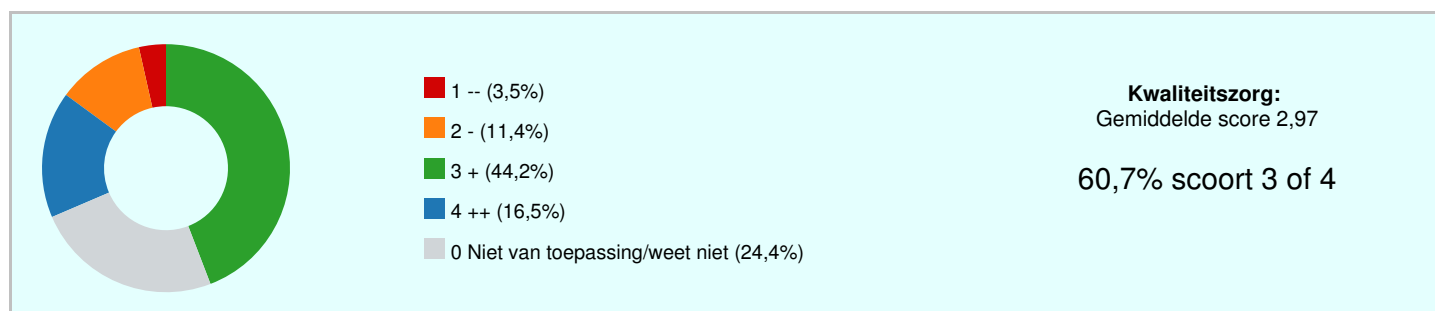 1 -- (3,5%)
2 - (11,4%)
3 + (44,2%)
4 ++ (16,5%)
0 Niet van toepassing/weet niet (24,4%)
Kwaliteitszorg:
Gemiddelde score 2,97
60,7% scoort 3 of 4